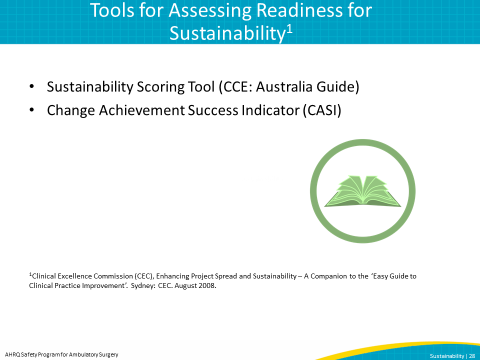 Tools for Assessing Readiness for
Sustainability1
• Sustainability Scoring Tool (CCE: Australia Guide)
• Change Achievement Success Indicator (CASI)
1Clinical Excellence Commission (CEC), Enhancing Project Spread and Sustainability – A Companion to the ‘Easy Guide to
Clinical Practice Improvement’. Sydney: CEC. August 2008.
AHRQ Safety Program for Ambulatory Surgery
Sustainability | 28